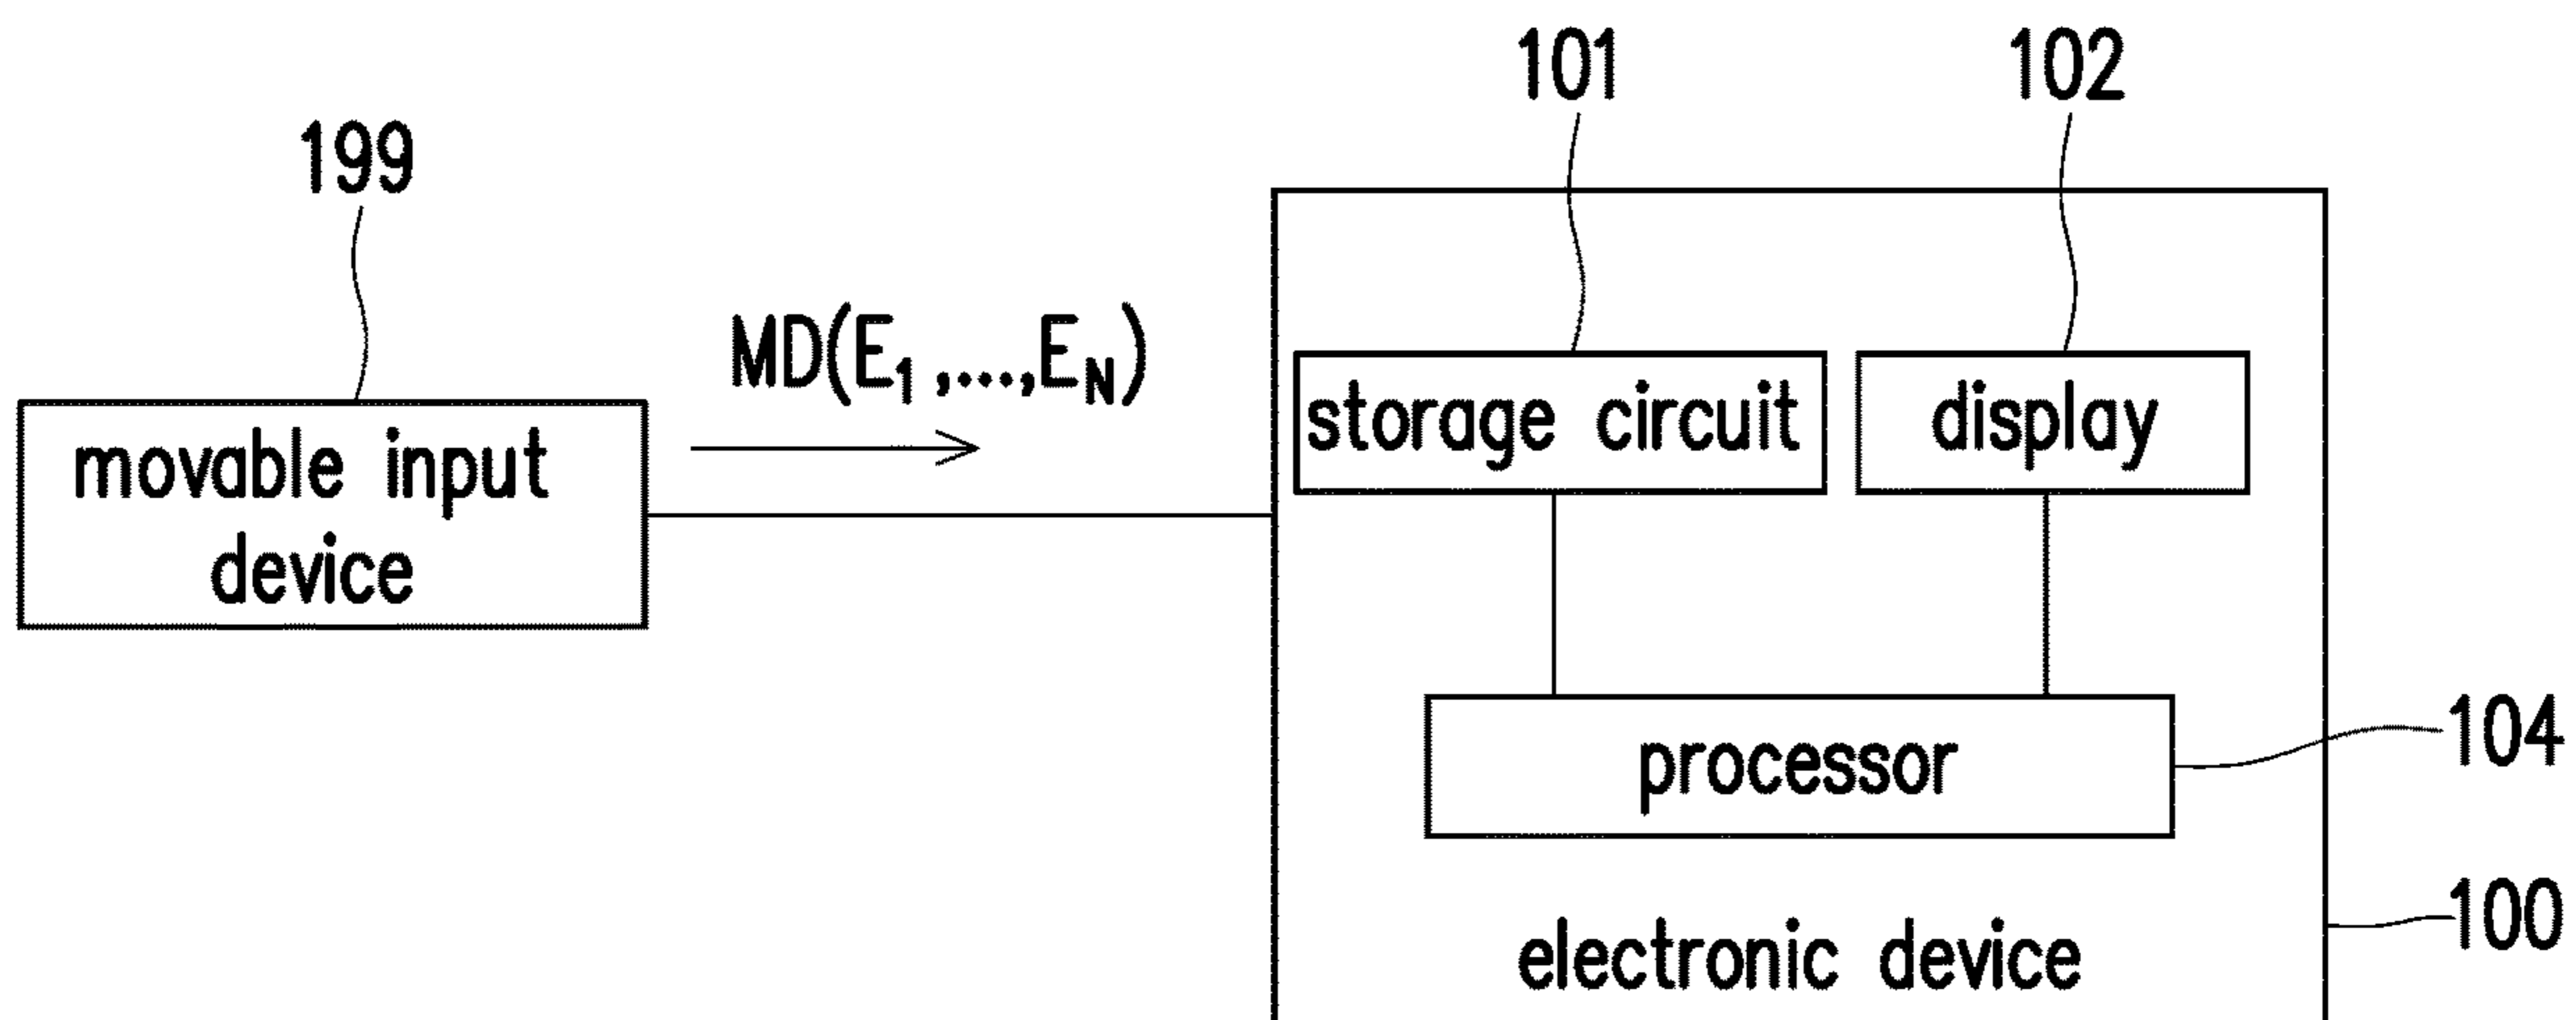 101
102
199
MD(E₁,...,Eₙ)
storage circuit
display
movable input
device
processor
104
100
electronic device